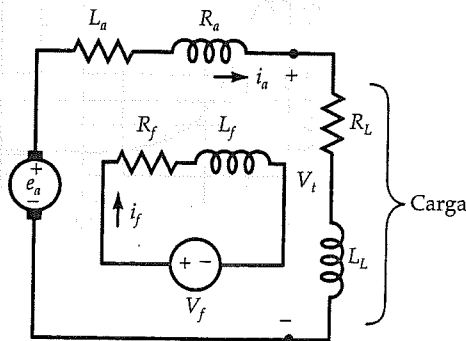 L_a R_a
i_a +
R_f L_f
R_L
V_t
+
e_a
−
i_f
Carga
L_L
+ −
V_f
−